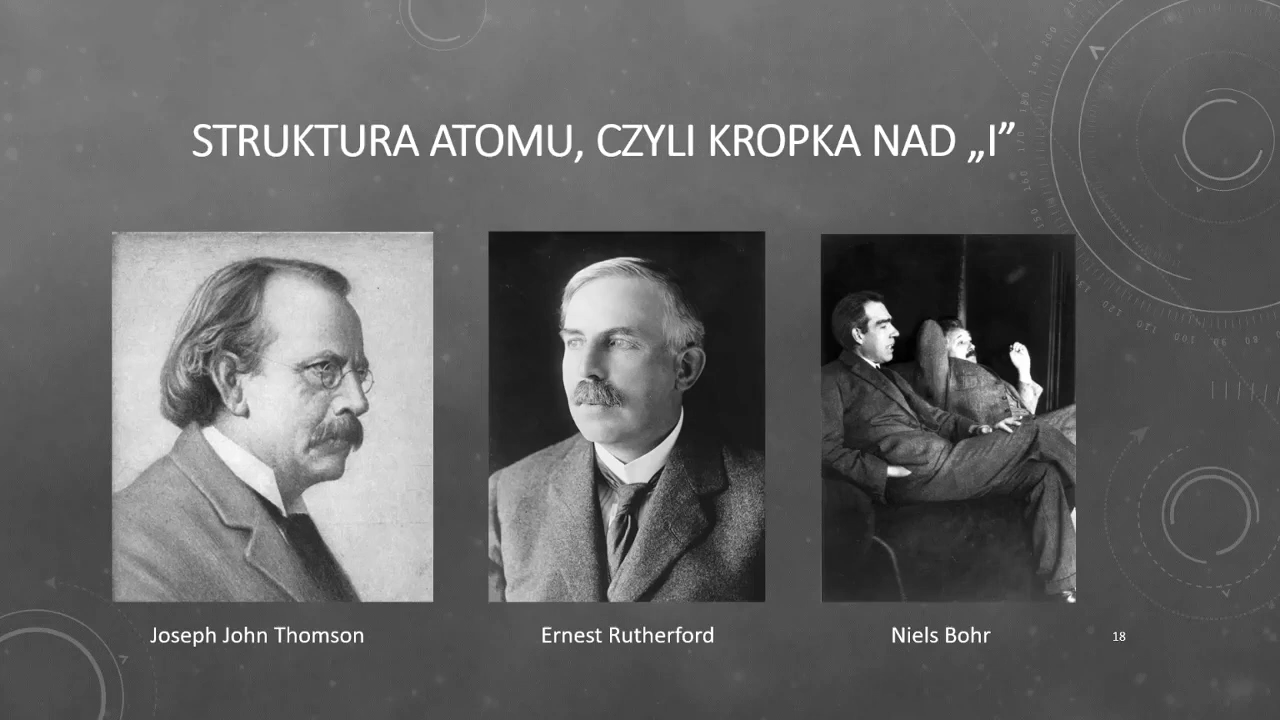 STRUKTURA ATOMU, CZYLI KROPKA NAD „I”
Joseph John Thomson
Ernest Rutherford
Niels Bohr
18